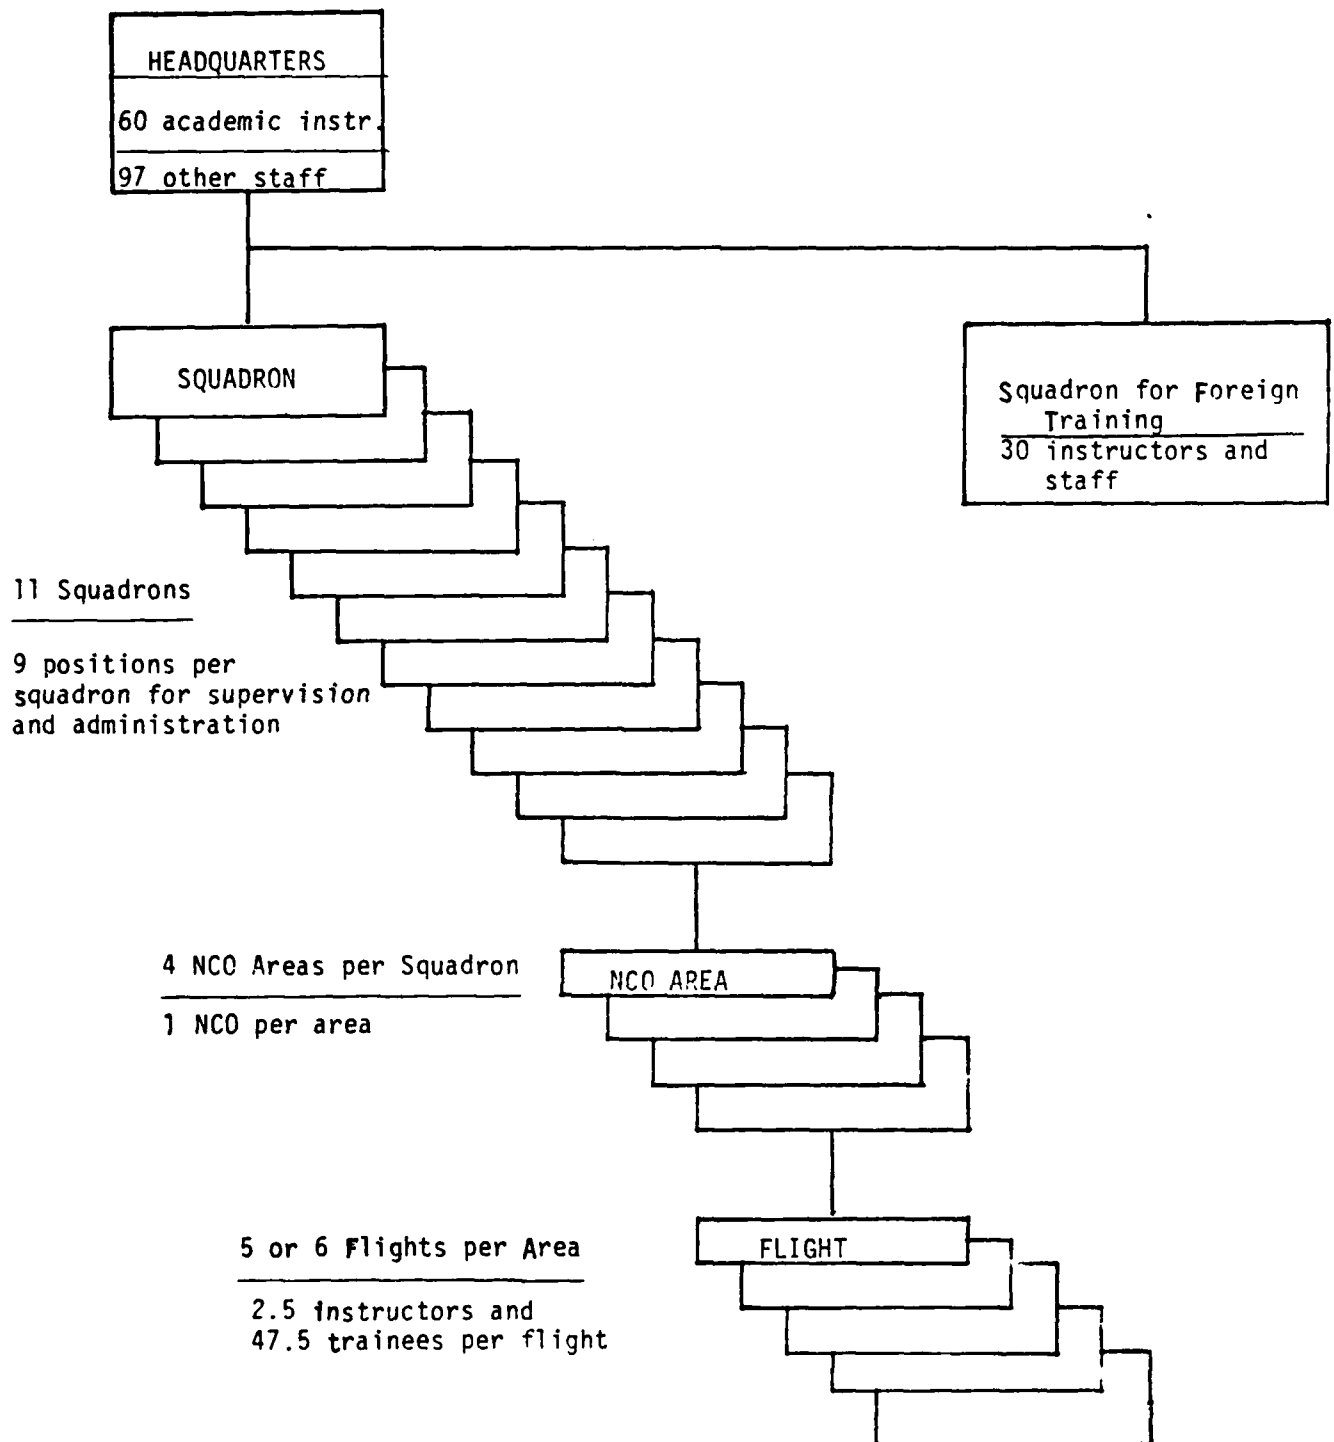 HEADQUARTERS
60 academic instr.
97 other staff
SQUADRON
Squadron for Foreign
Training
30 instructors and
staff
11 Squadrons
9 positions per
squadron for supervision
and administration
4 NCO Areas per Squadron
1 NCO per area
NCO AREA
5 or 6 Flights per Area
2.5 instructors and
47.5 trainees per flight
FLIGHT